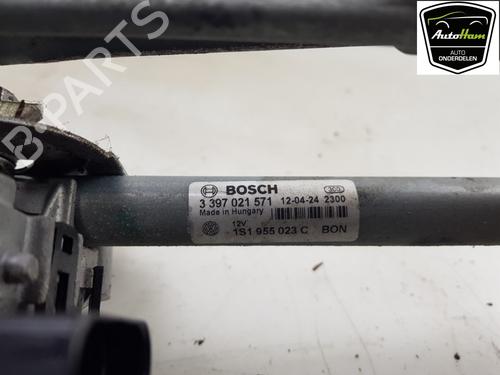 AutoHam
AUTO
ONDERDELEN
B-PARTS
BOSCH
3 397 021 571 12-04-24 2300
Made in Hungary
12V
1S1 955 023 C BON